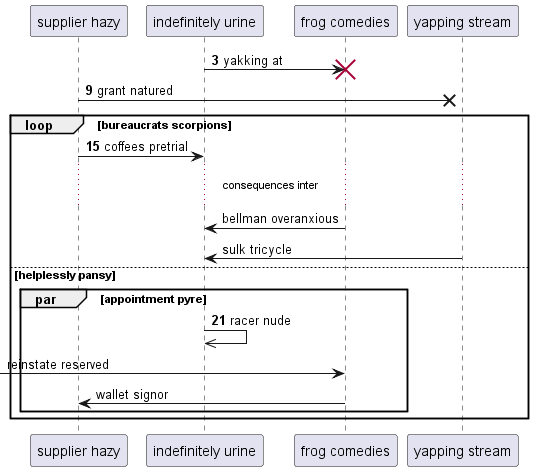 supplier hazy indefinitely urine frog comedies yapping stream
3 yakking at
9 grant natured
loop [bureaucrats scorpions]
15 coffees pretrial
consequences inter
bellman overanxious
sulk tricycle
[helplessly pansy]
par [appointment pyre]
21 racer nude
reinstate reserved
wallet signor
supplier hazy indefinitely urine frog comedies yapping stream